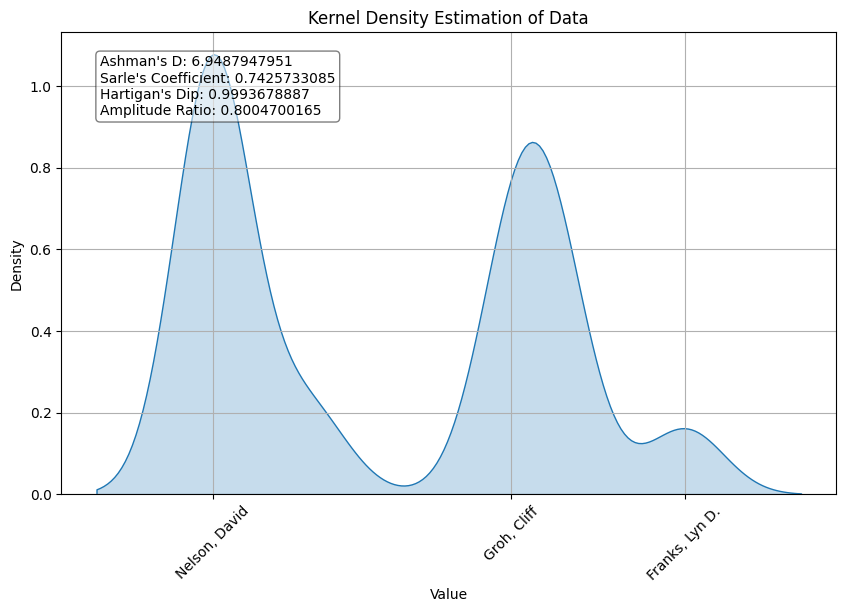 Kernel Density Estimation of Data
Ashman's D: 6.9487947951
Sarle's Coefficient: 0.7425733085
Hartigan's Dip: 0.9993678887
Amplitude Ratio: 0.8004700165
Density
1.0
0.8
0.6
0.4
0.2
0.0
Nelson, David
Groh, Cliff
Franks, Lyn D.
Value